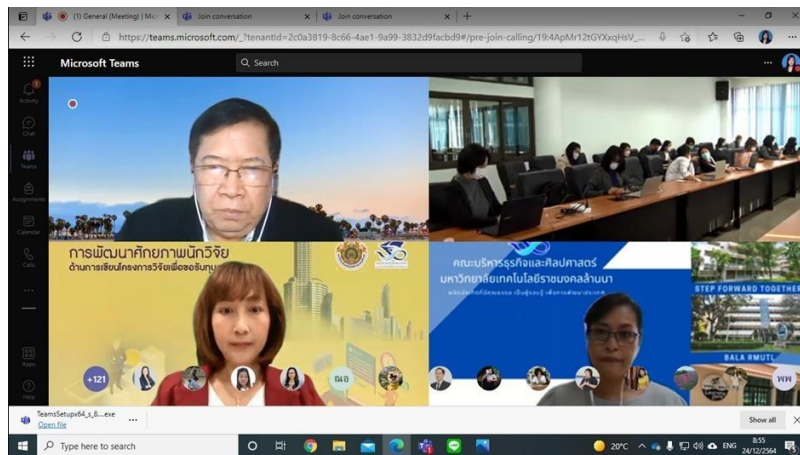 (1) General (Meeting) | Mic
Join conversation
Join conversation
https://teams.microsoft.com/_?tenantId=2c0a3819-8c66-4ae1-9a99-3832d9facbd9#/pre-join-calling/19:4ApMr12tGYXxqHsV_...
Microsoft Teams
Search
Activity
Chat
Teams
Assignments
Calendar
Calls
Apps
Help
การพัฒนาศักยภาพนักวิจัย
ด้านการเขียนโครงการวิจัยเพื่อขอรับทุน
คณะบริหารธุรกิจและศิลปศาสตร์
มหาวิทยาลัยเทคโนโลยีราชมงคลล้านนา
STEP FORWARD TOGETHER
BALA RMUTL
+121
ณอ
พพ
TeamsSetupx64_s_8....exe
Open file
Show all
Type here to search
20°C
ENG
8:55
24/12/2564